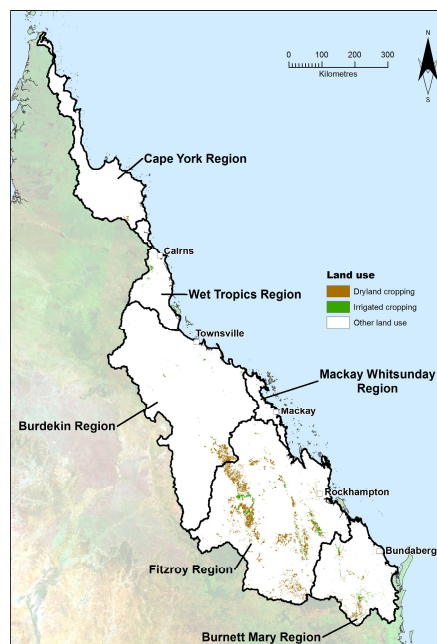 N
0 100 200 300
Kilometres
S
Cape York Region
Cairns
Land use
Dryland cropping
Irrigated cropping
Other land use
Wet Tropics Region
Townsville
Mackay Whitsunday
Region
Mackay
Burdekin Region
Rockhampton
Bundaberg
Fitzroy Region
Burnett Mary Region